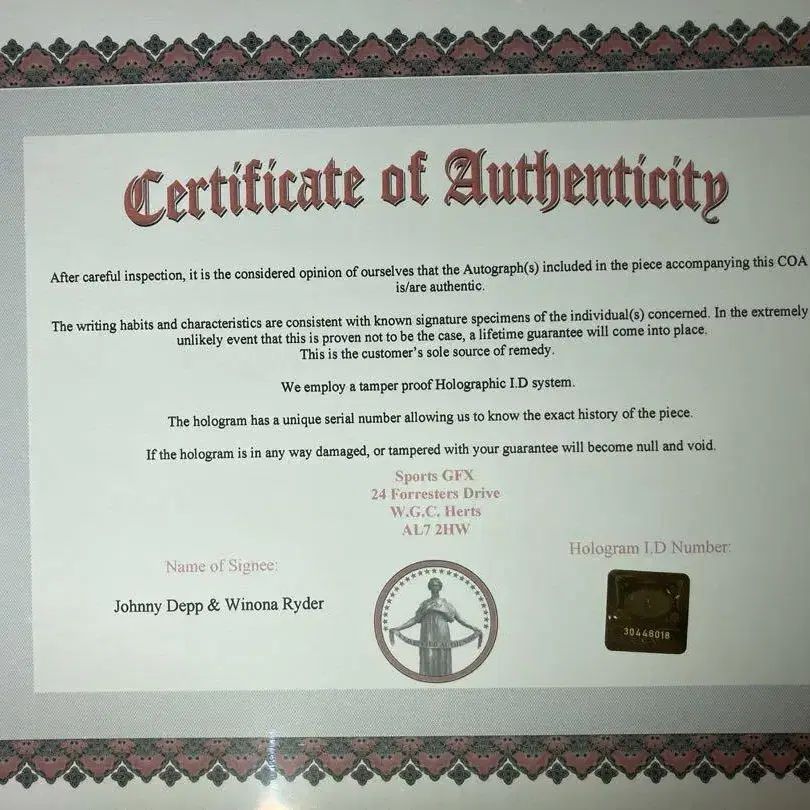 Certificate of Authenticity
After careful inspection, it is the considered opinion of ourselves that the Autograph(s) included in the piece accompanying this COA
is/are authentic.
The writing habits and characteristics are consistent with known signature specimens of the individual(s) concerned. In the extremely
unlikely event that this is proven not to be the case, a lifetime guarantee will come into place.
This is the customer's sole source of remedy.
We employ a tamper proof Holographic I.D system.
The hologram has a unique serial number allowing us to know the exact history of the piece.
If the hologram is in any way damaged, or tampered with your guarantee will become null and void.
Sports GFX
24 Forresters Drive
W.G.C. Herts
AL7 2HW
Name of Signee:
Hologram I.D Number:
Johnny Depp & Winona Ryder
30448018